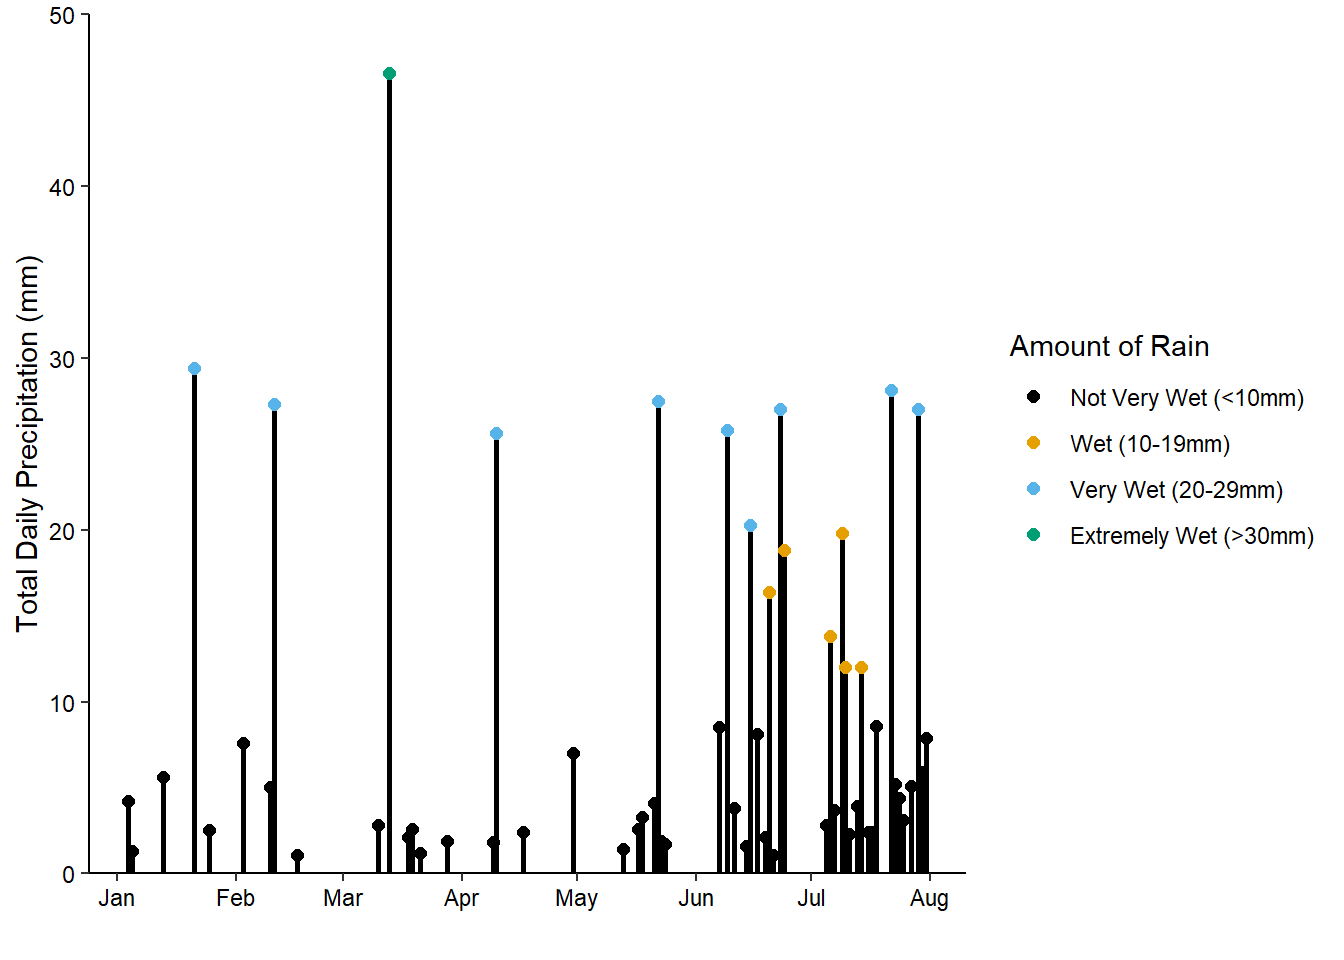 50
40
30
20
10
0
Total Daily Precipitation (mm)
Jan Feb Mar Apr May Jun Jul Aug
Amount of Rain
Not Very Wet (<10mm)
Wet (10-19mm)
Very Wet (20-29mm)
Extremely Wet (>30mm)